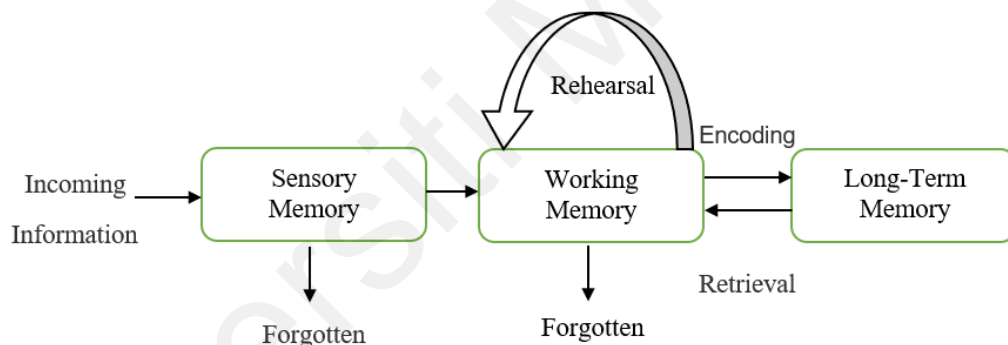 Rehearsal
Encoding
Incoming
Information
Sensory
Memory
Working
Memory
Long-Term
Memory
Retrieval
Forgotten
Forgotten